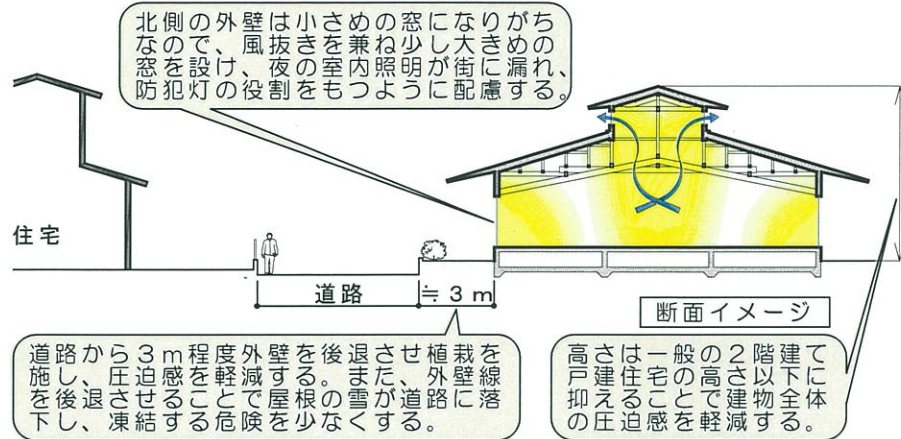 北側の外壁は小さめの窓になりがち
なので、風抜きを兼ね少し大きめの
窓を設け、夜の室内照明が街に漏れ、
防犯灯の役割をもつように配慮する。
住宅
道路
≒３ｍ
断面イメージ
道路から３ｍ程度外壁を後退させ植栽を
施し、圧迫感を軽減する。また、外壁線
を後退させることで屋根の雪が道路に落
下し、凍結する危険を少なくする。
高さは一般の２階建て
戸建住宅の高さ以下に
抑えることで建物全体
の圧迫感を軽減する。